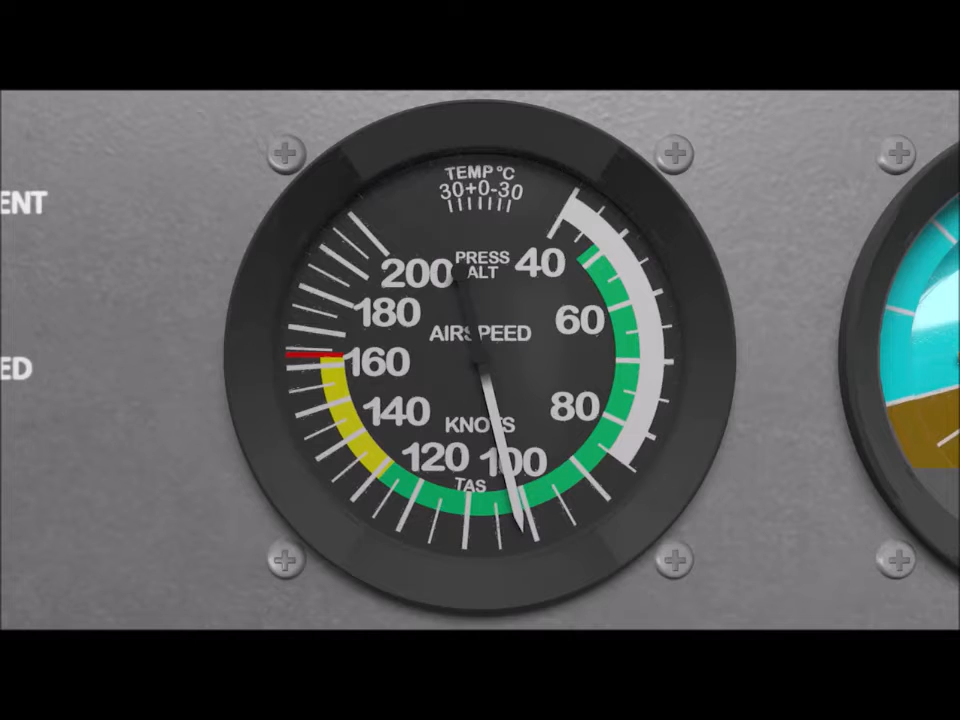 TEMP °C
30+0-30
ENT
200 PRESS ALT 40
180
AIRSPEED
60
ED
160
140
80
KNOTS
120 100
TAS